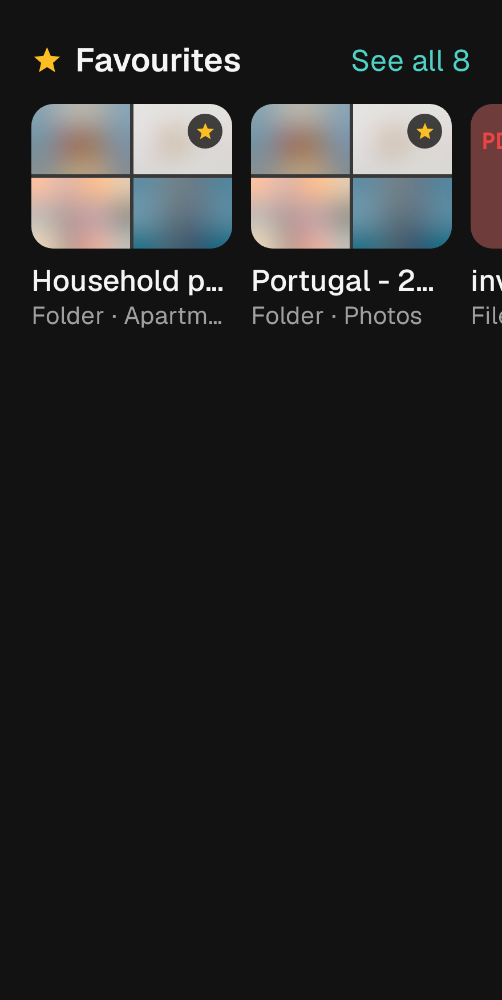 Favourites
See all 8
Household p...
Portugal - 2...
Folder · Apartm...
Folder · Photos